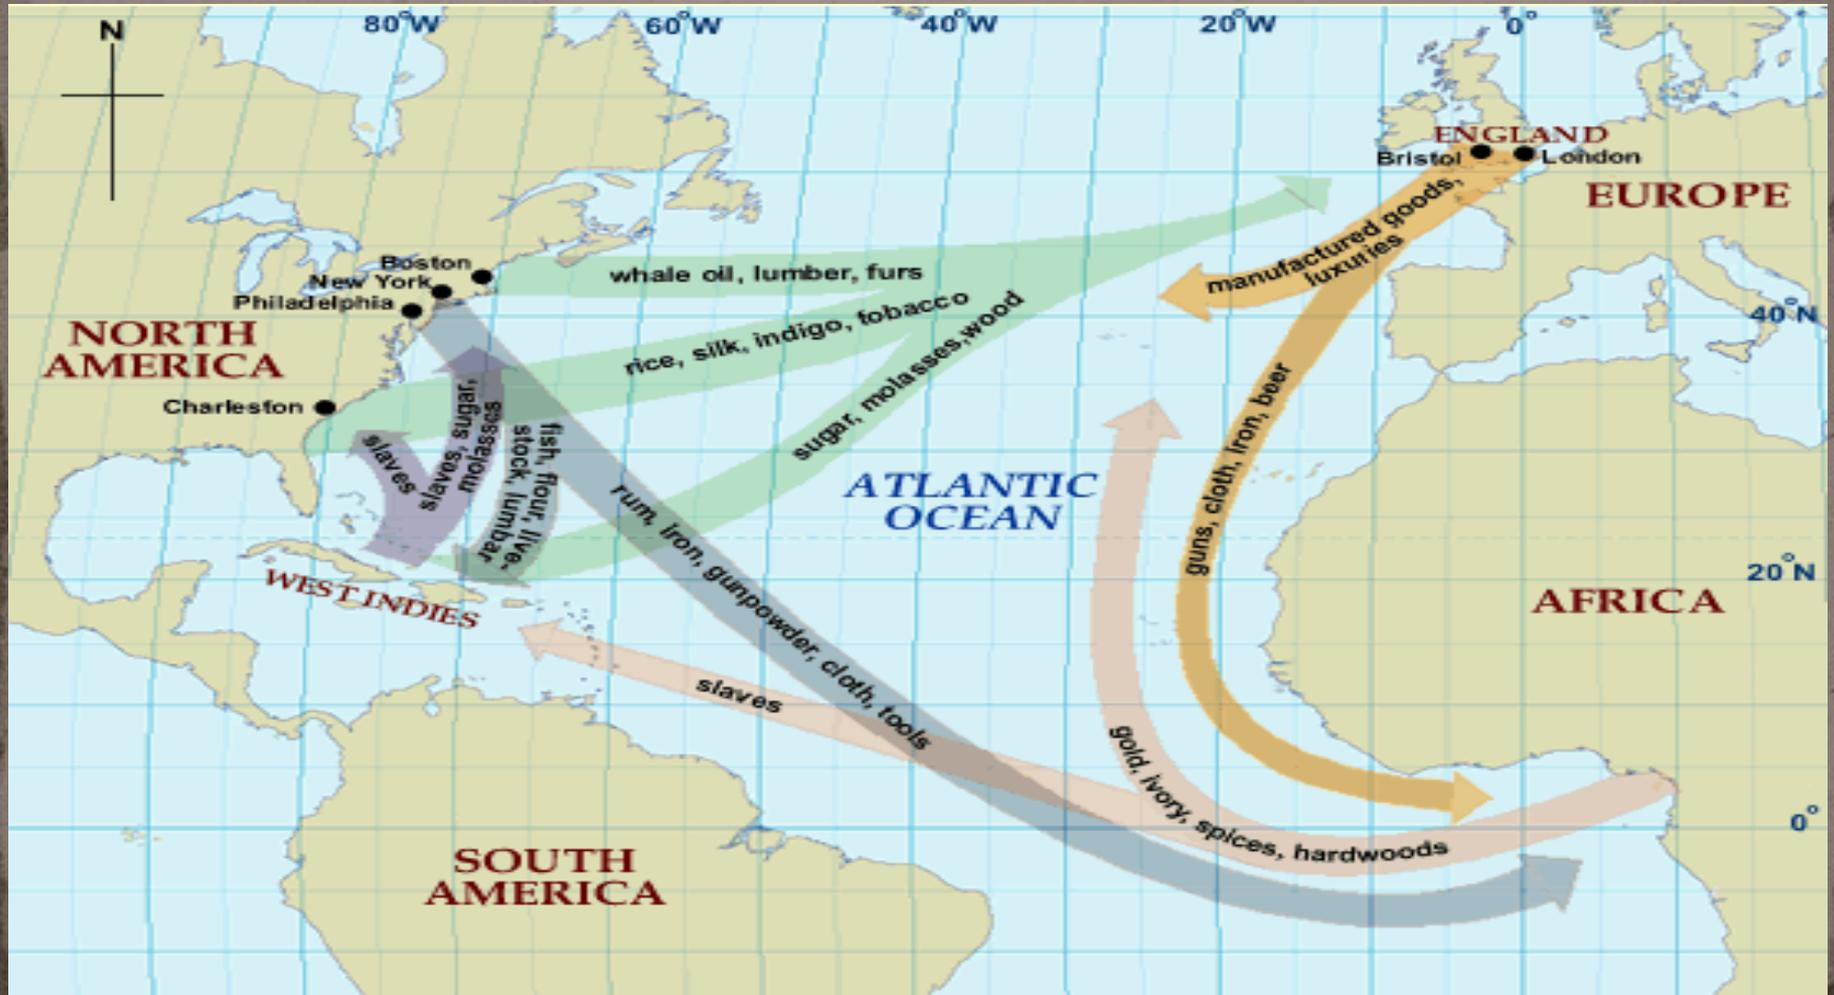 N
80°W
60°W
40°W
20°W
0°
ENGLAND
Bristol
London
EUROPE
manufactured goods,
luxuries
Boston
New York
Philadelphia
whale oil, lumber, furs
rice, silk, indigo, tobacco
sugar, molasses,wood
40°N
NORTH
AMERICA
Charleston
slaves
slaves, sugar,
molasses
fish, flour, live-
stock, lumbar
guns, cloth, iron, beer
ATLANTIC
OCEAN
rum, iron, gunpowder, cloth, tools
WEST INDIES
20°N
AFRICA
slaves
gold, ivory, spices, hardwoods
0°
SOUTH
AMERICA